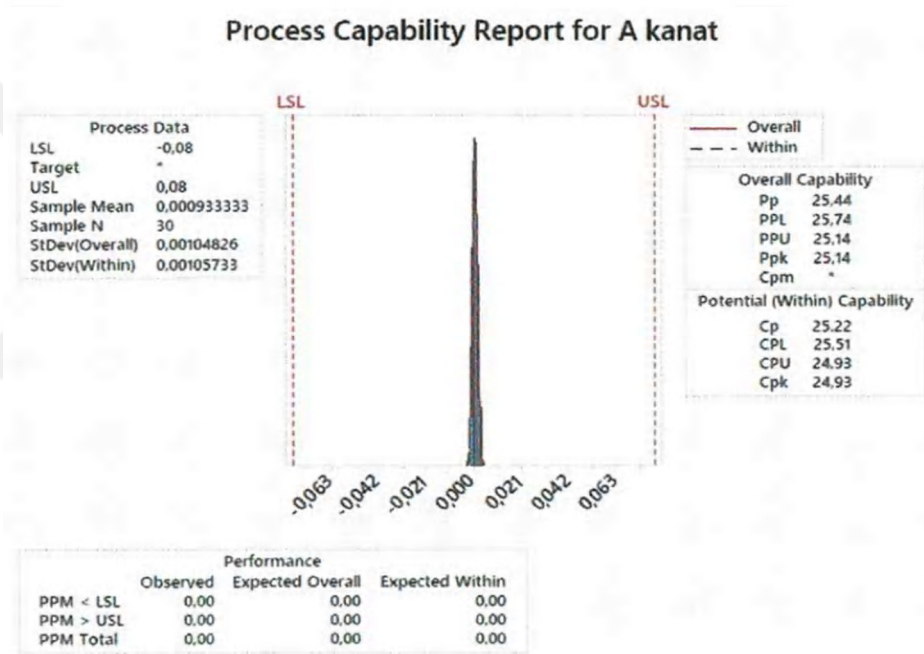 Process Capability Report for A kanat
LSL
USL
Process Data
LSL -0,08
Target *
USL 0,08
Sample Mean 0,000933333
Sample N 30
StDev(Overall) 0,00104826
StDev(Within) 0,00105733
Overall
Within
Overall Capability
Pp 25,44
PPL 25,74
PPU 25,14
Ppk 25,14
Cpm *
Potential (Within) Capability
Cp 25,22
CPL 25,51
CPU 24,93
Cpk 24,93
-0,063 -0,042 -0,021 0,000 0,021 0,042 0,063
Performance
Observed Expected Overall Expected Within
PPM < LSL 0,00 0,00 0,00
PPM > USL 0,00 0,00 0,00
PPM Total 0,00 0,00 0,00